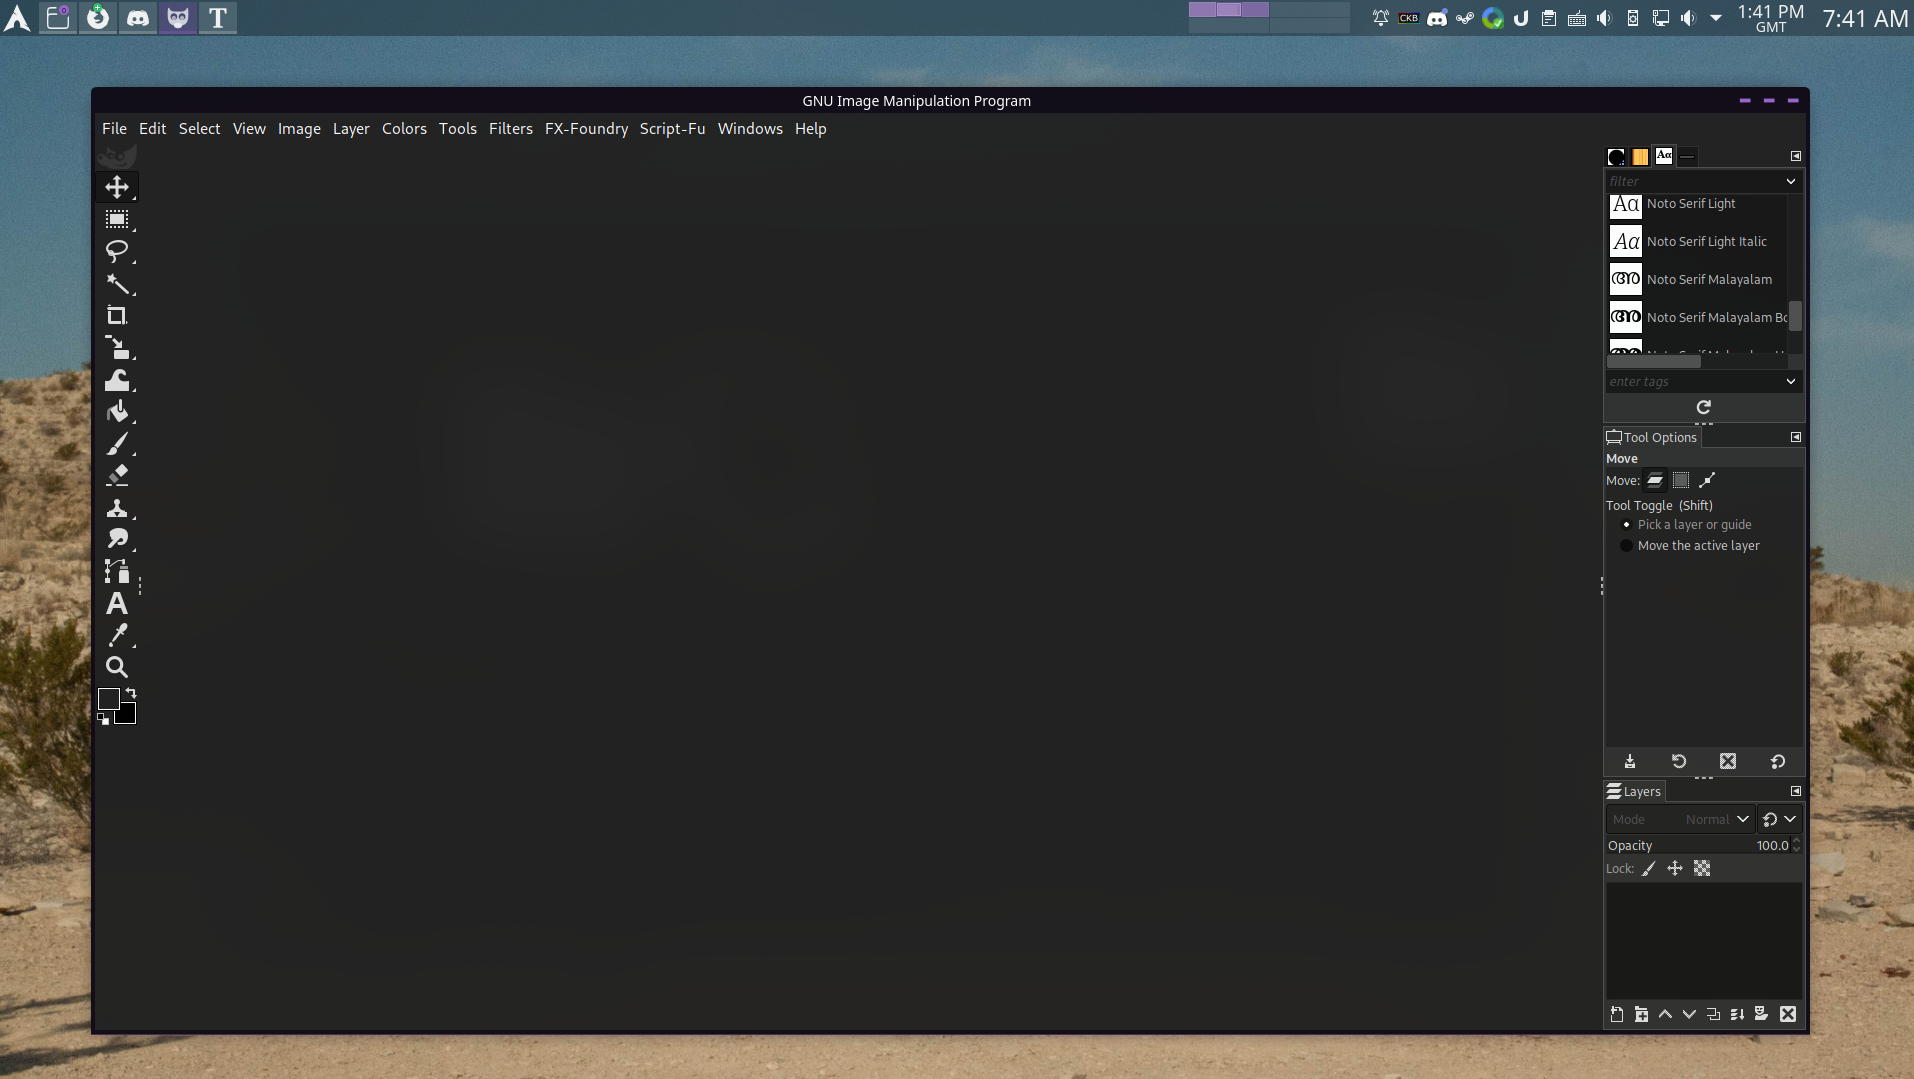 T
CKB
1:41 PM
GMT
7:41 AM
GNU Image Manipulation Program
File Edit Select View Image Layer Colors Tools Filters FX-Foundry Script-Fu Windows Help
Aα
filter
Aα Noto Serif Light
Aα Noto Serif Light Italic
Noto Serif Malayalam
Noto Serif Malayalam Bo
enter tags
Tool Options
Move
Move:
Tool Toggle  (Shift)
Pick a layer or guide
Move the active layer
A
Layers
Mode Normal
Opacity 100.0
Lock: